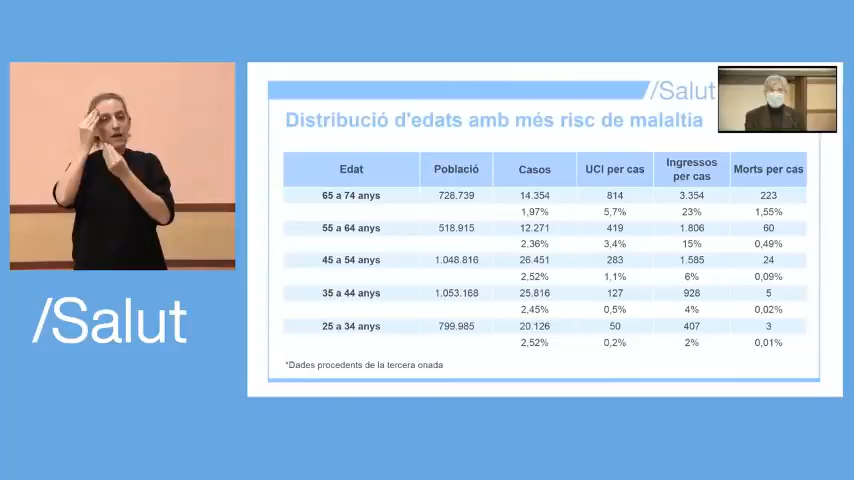 /Salut
Distribució d'edats amb més risc de malaltia
Edat Població Casos UCI per cas Ingressos per cas Morts per cas
65 a 74 anys 728.739 14.354 814 3.354 223
1,97% 5,7% 23% 1,55%
55 a 64 anys 518.915 12.271 419 1.806 60
2,36% 3,4% 15% 0,49%
45 a 54 anys 1.048.816 26.451 283 1.585 24
2,52% 1,1% 6% 0,09%
35 a 44 anys 1.053.168 25.816 127 928 5
2,45% 0,5% 4% 0,02%
25 a 34 anys 799.985 20.126 50 407 3
2,52% 0,2% 2% 0,01%
*Dades procedents de la tercera onada
/Salut